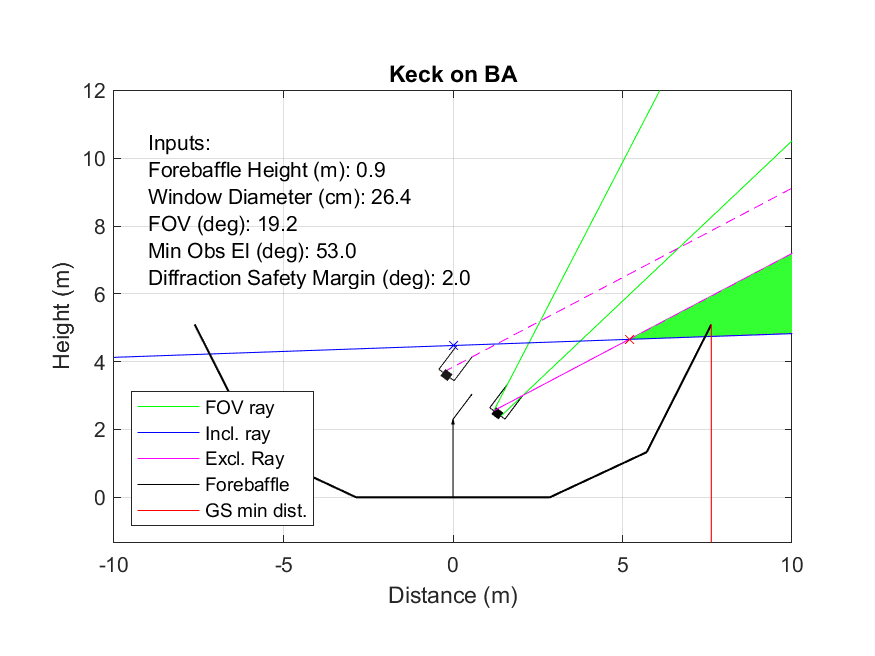 Keck on BA
12
10
8
6
4
2
0
Height (m)
Inputs:
Forebaffle Height (m): 0.9
Window Diameter (cm): 26.4
FOV (deg): 19.2
Min Obs El (deg): 53.0
Diffraction Safety Margin (deg): 2.0
FOV ray
Incl. ray
Excl. Ray
Forebaffle
GS min dist.
-10
-5
0
5
10
Distance (m)